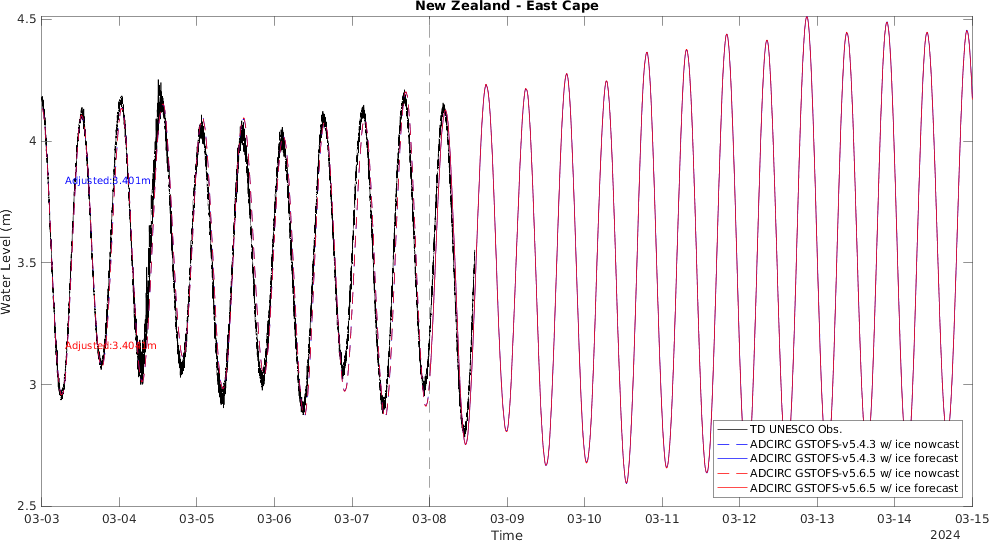 New Zealand - East Cape
4.5
4
3.5
3
2.5
Water Level (m)
Adjusted:3.401m
TD UNESCO Obs.
ADCIRC GSTOFS-v5.4.3 w/ ice nowcast
ADCIRC GSTOFS-v5.4.3 w/ ice forecast
ADCIRC GSTOFS-v5.6.5 w/ ice nowcast
ADCIRC GSTOFS-v5.6.5 w/ ice forecast
03-03 03-04 03-05 03-06 03-07 03-08 03-09 03-10 03-11 03-12 03-13 03-14 03-15
Time
2024